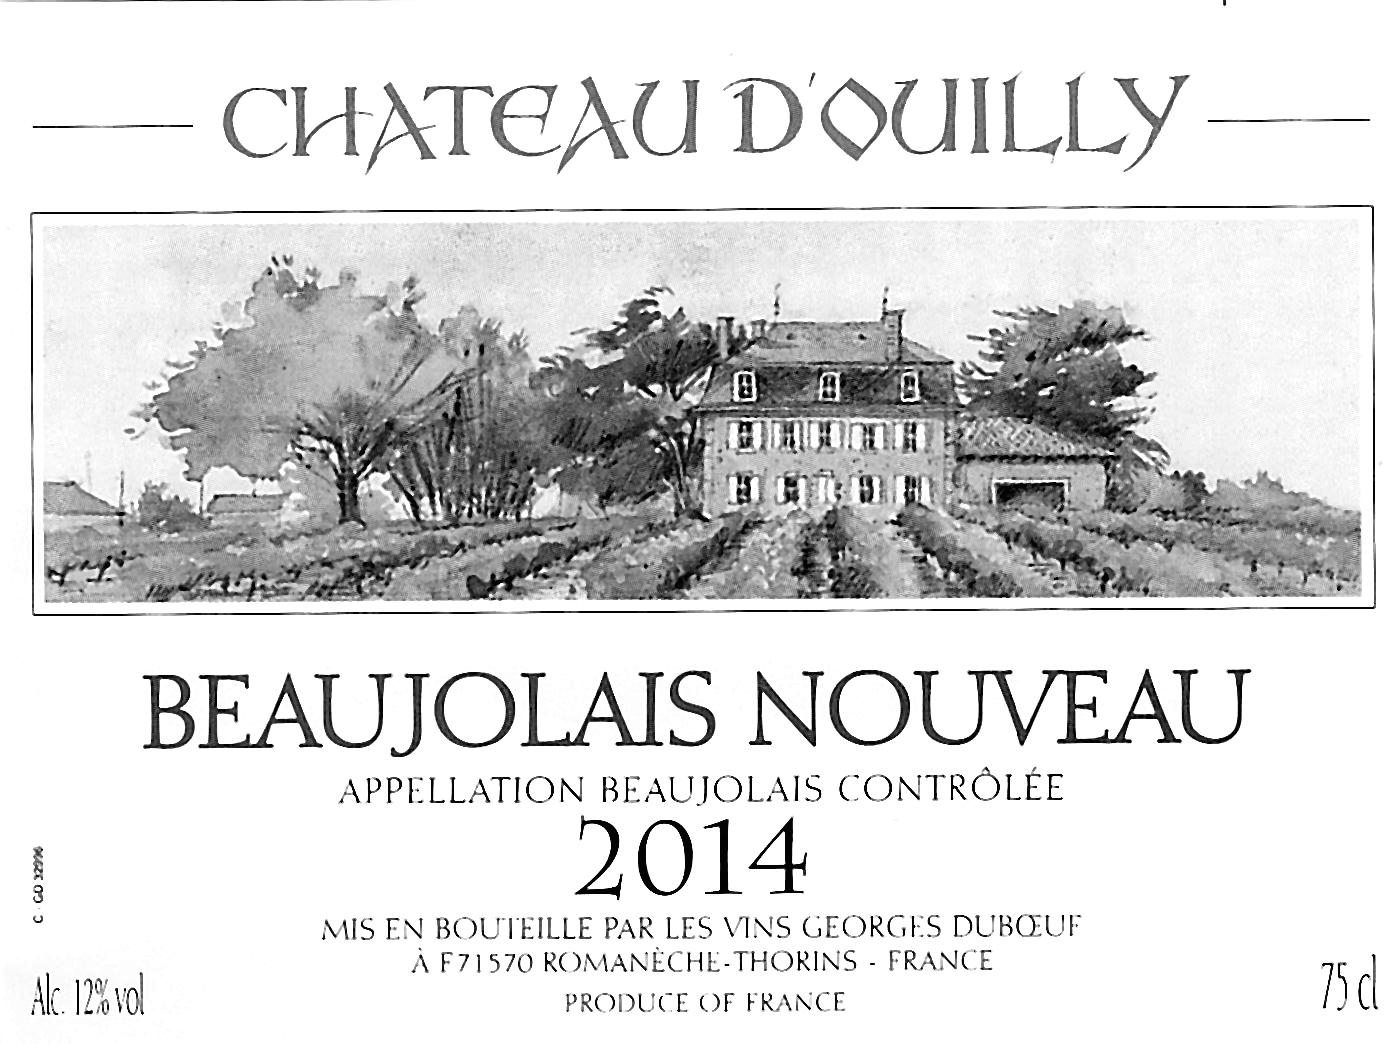 CHATEAU D'OUILLY
BEAUJOLAIS NOUVEAU
APPELLATION BEAUJOLAIS CONTRÔLÉE
2014
MIS EN BOUTEILLE PAR LES VINS GEORGES DUBŒUF
À F71570 ROMANÈCHE-THORINS - FRANCE
PRODUCE OF FRANCE
Alc. 12% vol
75 cl
C - GD 32996